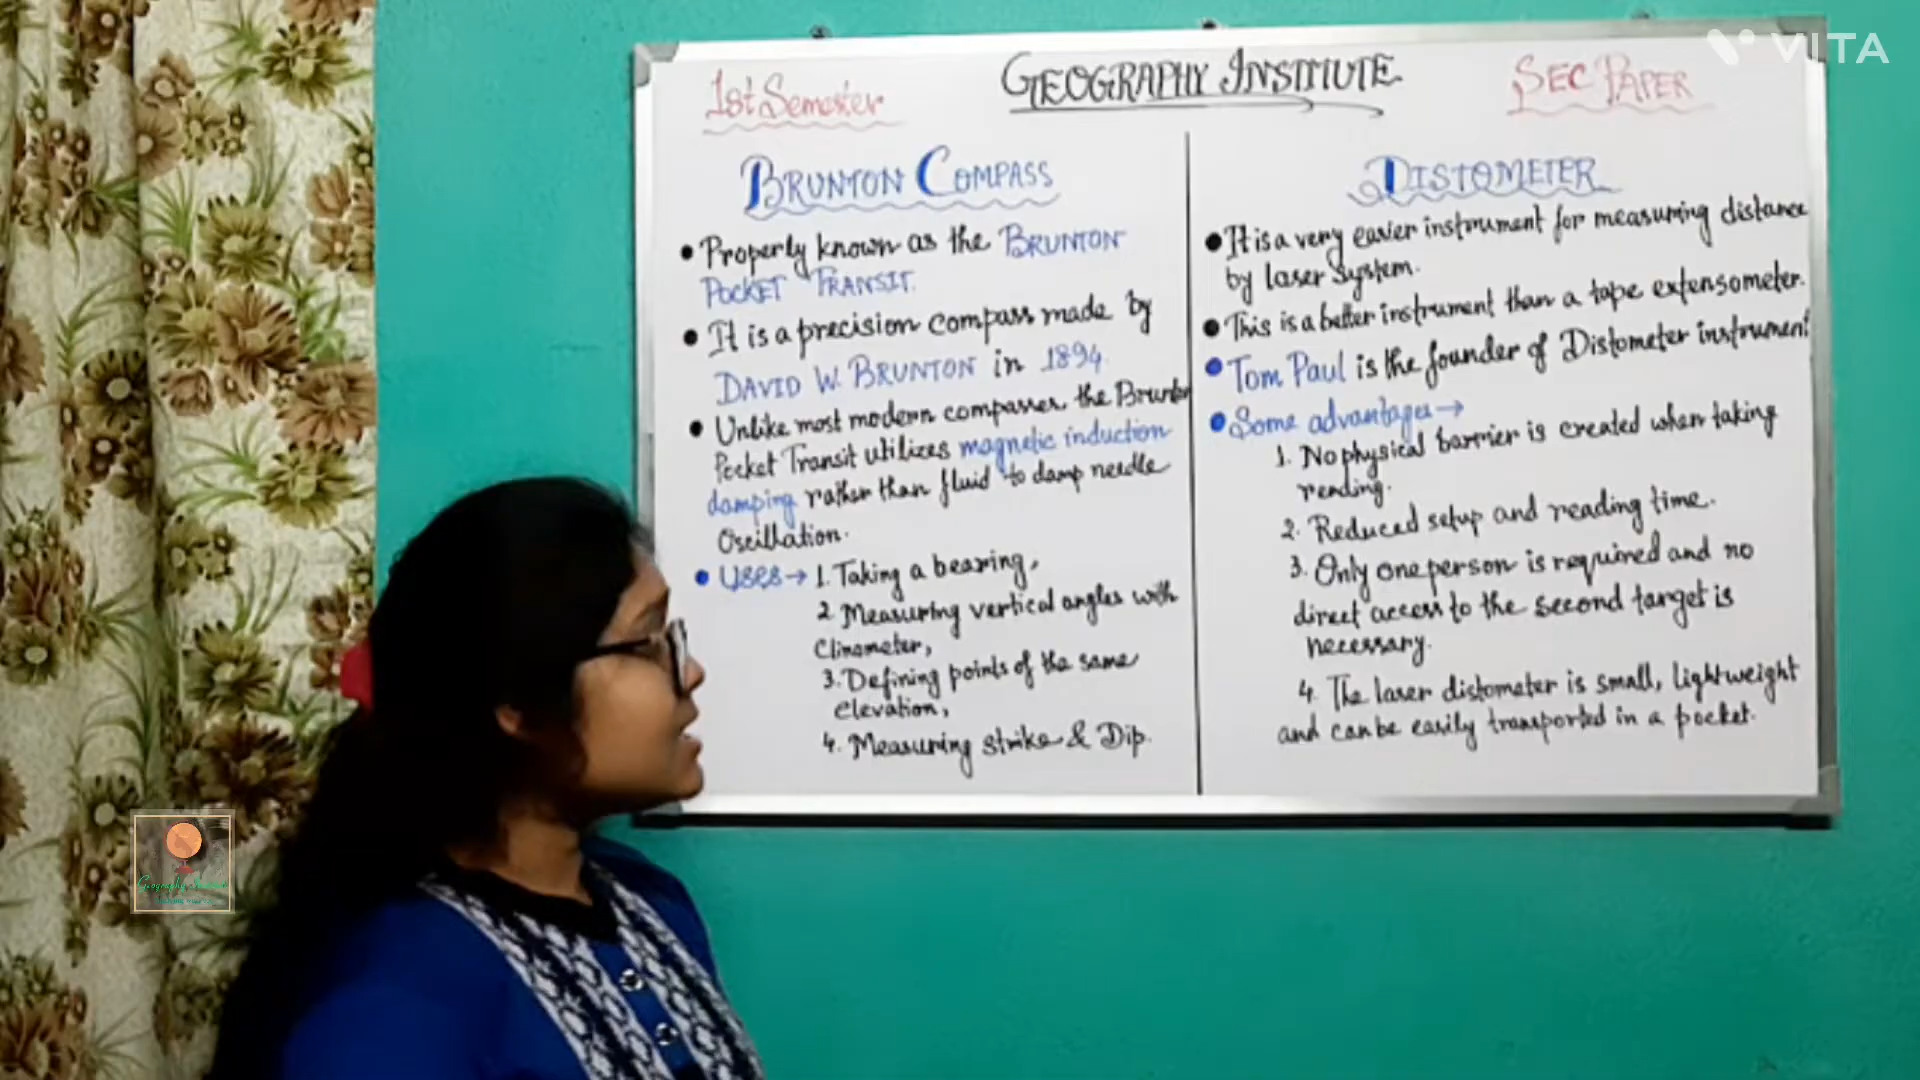 VITA
1st Semester
GEOGRAPHY INSTITUTE
SEC PAPER
BRUNTON COMPASS
• Properly known as the BRUNTON
POCKET TRANSIT.
• It is a precision compass made by
DAVID W. BRUNTON in 1894.
• Unlike most modern compasses the Brunton
Pocket Transit utilizes magnetic induction
damping rather than fluid to damp needle
Oscillation.
• Uses→ 1. Taking a bearing,
2 Measuring vertical angles with
Clinometer,
3. Defining points of the same
elevation,
4. Measuring strike & Dip.
DISTOMETER
• It is a very easier instrument for measuring distance
by laser system.
• This is a better instrument than a tape extensometer.
• Tom Paul is the founder of Distometer instrument
• Some advantages→
1. No physical barrier is created when taking
reading.
2. Reduced setup and reading time.
3. Only one person is required and no
direct access to the second target is
necessary.
4. The laser distometer is small, lightweight
and can be easily transported in a pocket.
Geography